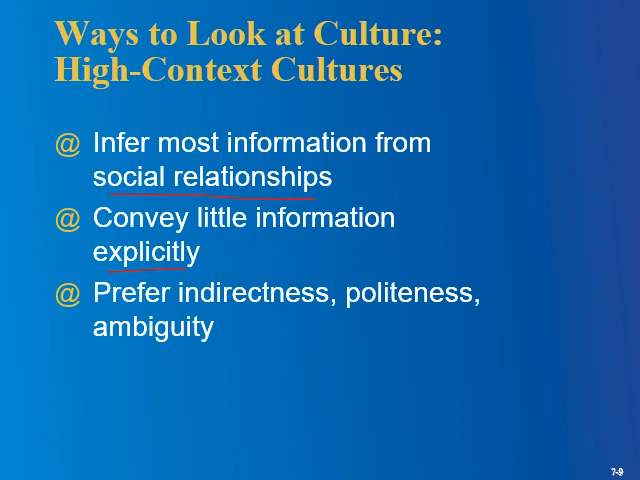 Ways to Look at Culture:
High-Context Cultures
@ Infer most information from
social relationships
@ Convey little information
explicitly
@ Prefer indirectness, politeness,
ambiguity
7-9